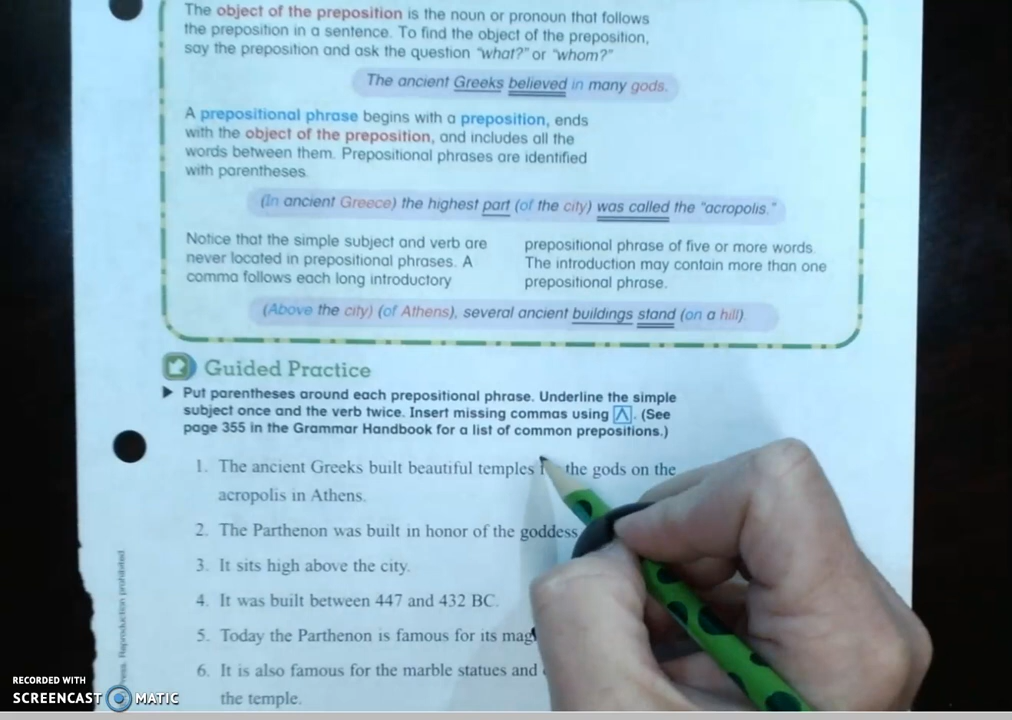 The object of the preposition is the noun or pronoun that follows
the preposition in a sentence. To find the object of the preposition,
say the preposition and ask the question "what?" or "whom?"
The ancient Greeks believed in many gods.
A prepositional phrase begins with a preposition, ends
with the object of the preposition, and includes all the
words between them. Prepositional phrases are identified
with parentheses.
(In ancient Greece) the highest part (of the city) was called the "acropolis."
Notice that the simple subject and verb are
never located in prepositional phrases. A
comma follows each long introductory
prepositional phrase of five or more words.
The introduction may contain more than one
prepositional phrase.
(Above the city) (of Athens), several ancient buildings stand (on a hill).
Guided Practice
Put parentheses around each prepositional phrase. Underline the simple
subject once and the verb twice. Insert missing commas using ⋀. (See
page 355 in the Grammar Handbook for a list of common prepositions.)
1. The ancient Greeks built beautiful temples the gods on the
acropolis in Athens.
2. The Parthenon was built in honor of the goddess
3. It sits high above the city.
4. It was built between 447 and 432 BC.
5. Today the Parthenon is famous for its
6. It is also famous for the marble statues and
the temple.
Reproduction prohibited.
RECORDED WITH
SCREENCAST MATIC